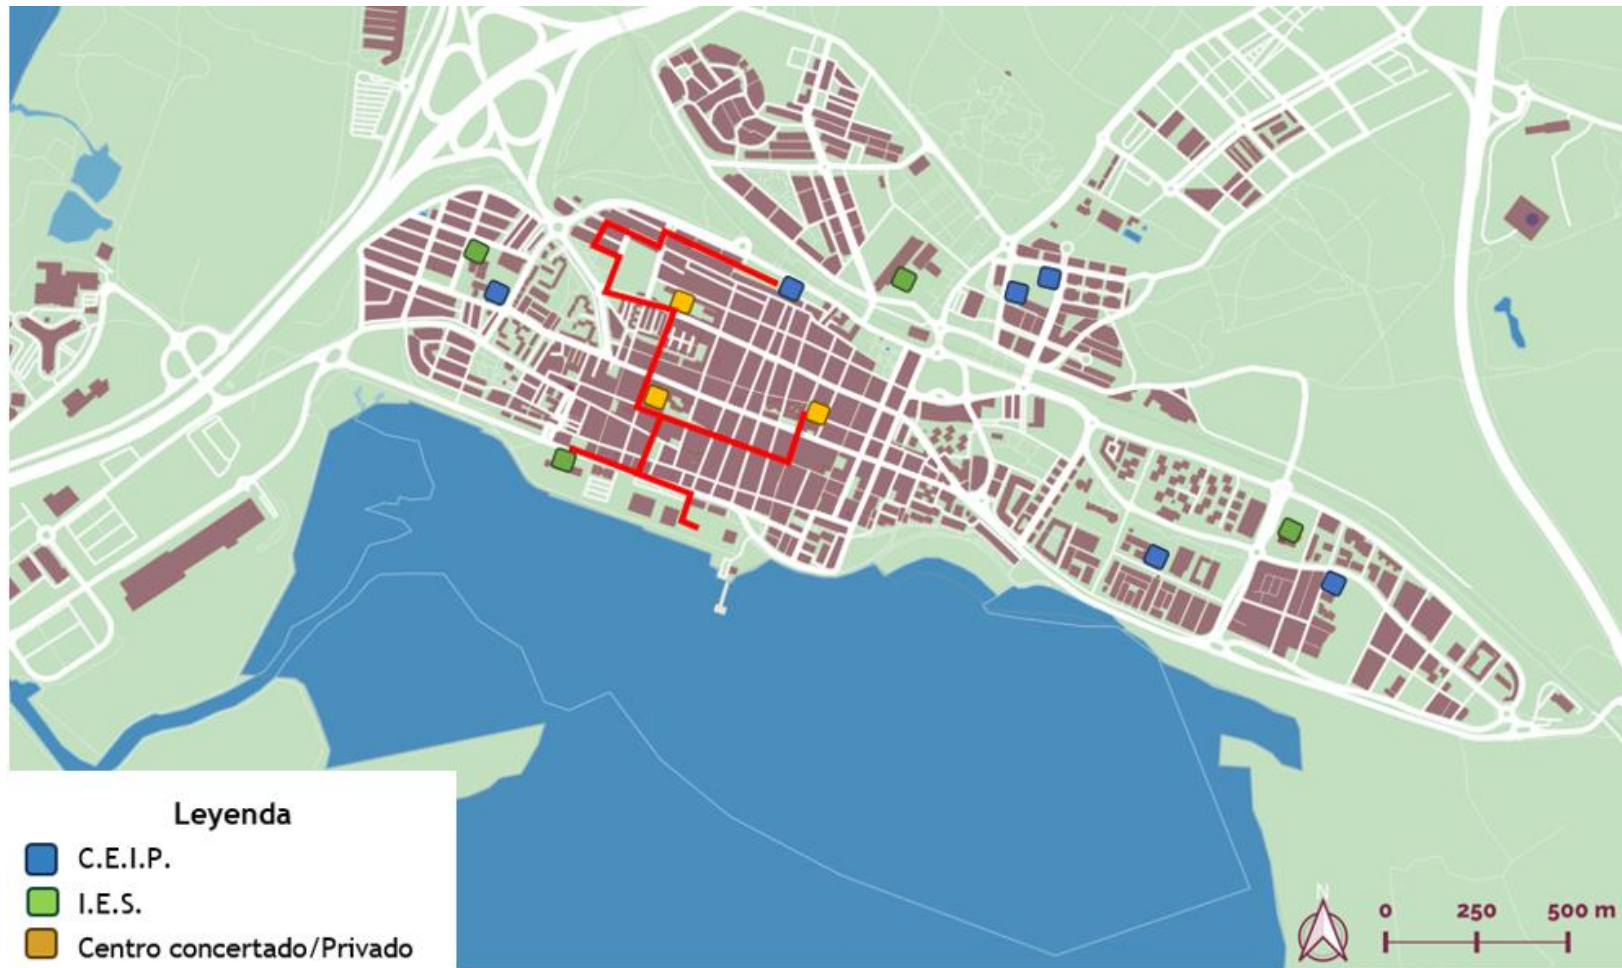 Leyenda
C.E.I.P.
I.E.S.
Centro concertado/Privado
N
0 250 500 m